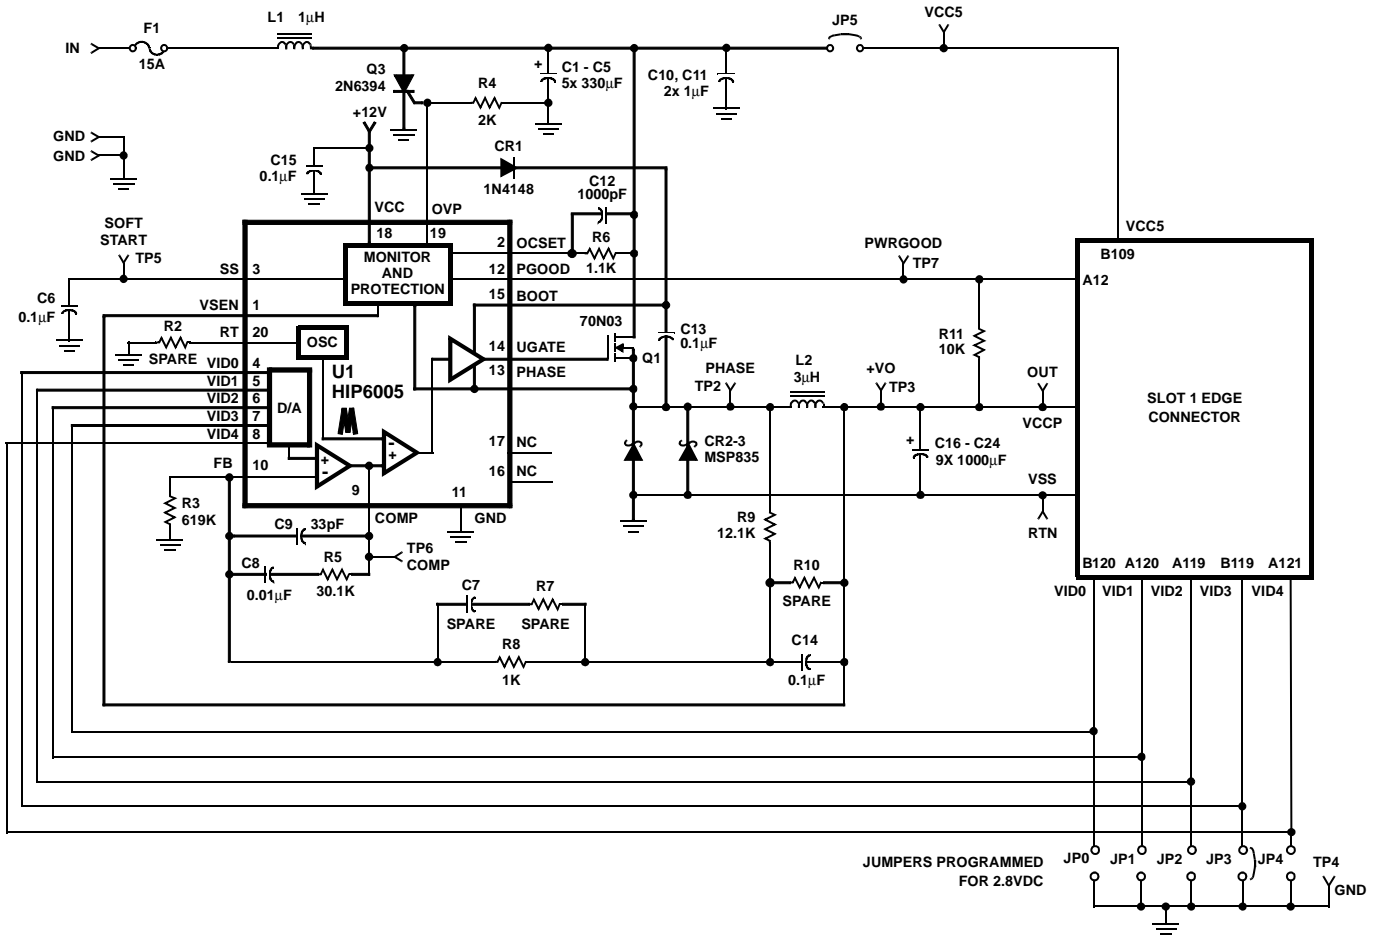 L1 1µH
JP5
VCC5
F1
IN
15A
Q3
2N6394
+
C1 - C5
5x 330µF
C10, C11
2x 1µF
R4
2K
+12V
GND
GND
C15
0.1µF
CR1
1N4148
C12
1000pF
VCC
OVP
18
19
SOFT
START
TP5
MONITOR
AND
PROTECTION
2
OCSET
R6
1.1K
PWRGOOD
TP7
VCC5
B109
A12
SS
3
12
PGOOD
C6
0.1µF
VSEN
1
15
BOOT
R2
SPARE
RT
20
OSC
70N03
C13
0.1µF
R11
10K
14
UGATE
Q1
VID0
4
VID1
5
VID2
6
VID3
7
VID4
8
D/A
U1
HIP6005
13
PHASE
PHASE
TP2
L2
3µH
+VO
TP3
OUT
VCCP
SLOT 1 EDGE
CONNECTOR
+
-
-
+
17
NC
16
NC
CR2-3
MSP835
+
C16 - C24
9X 1000µF
VSS
RTN
FB
10
9
COMP
11
GND
R3
619K
C9
33pF
R9
12.1K
TP6
COMP
C8
0.01µF
R5
30.1K
R10
SPARE
B120
A120
A119
B119
A121
VID0
VID1
VID2
VID3
VID4
C7
SPARE
R7
SPARE
R8
1K
C14
0.1µF
JUMPERS PROGRAMMED
FOR 2.8VDC
JP0
JP1
JP2
JP3
JP4
TP4
GND